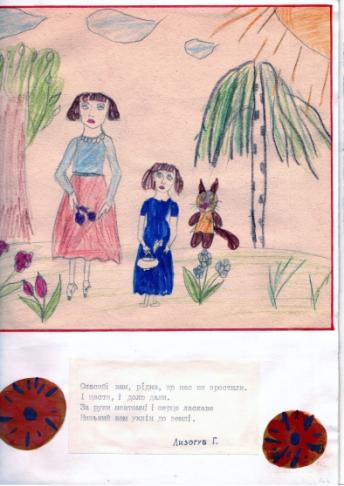 Спасибі вам, рідна, що нас ви зростили.
І щастя, і долю дали.
За руки невтомні і серце ласкаве
Низький вам уклін до землі.
Лизогуб Г.